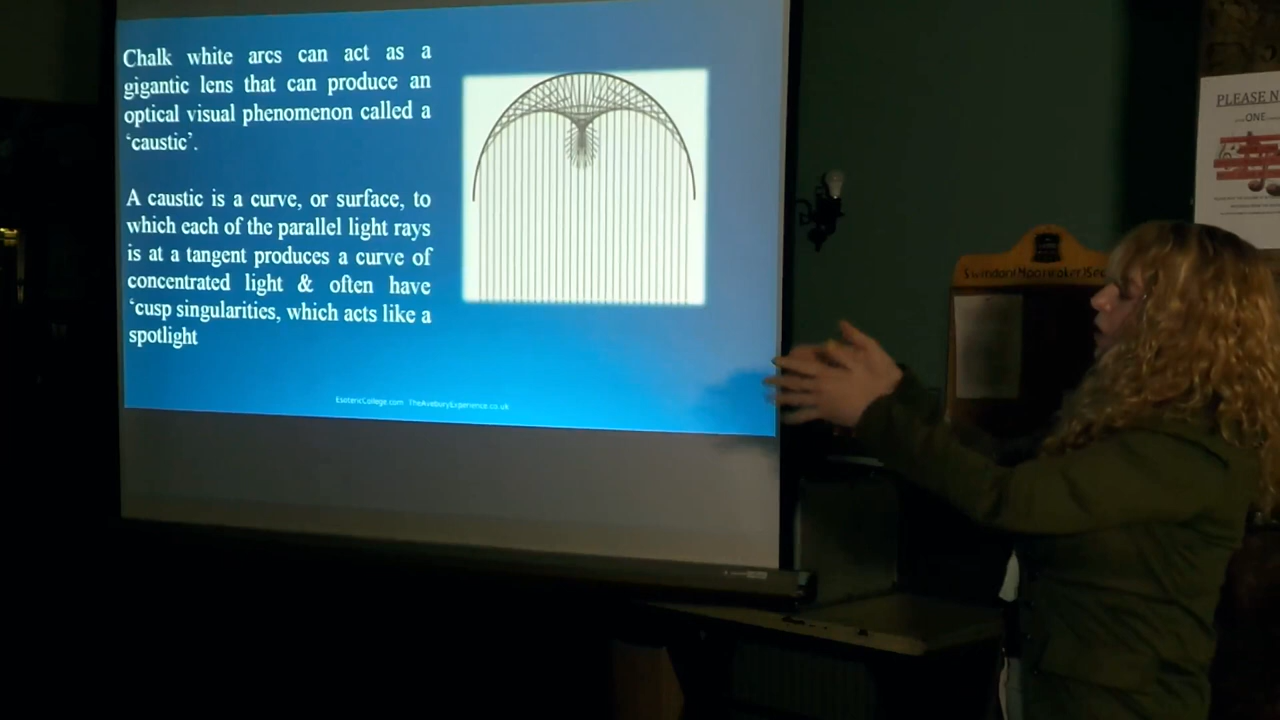 Chalk white arcs can act as a
gigantic lens that can produce an
optical visual phenomenon called a
‘caustic’.
A caustic is a curve, or surface, to
which each of the parallel light rays
is at a tangent produces a curve of
concentrated light & often have
‘cusp singularities, which acts like a
spotlight
EsotericCollege.com TheAveburyExperience.co.uk
PLEASE N
ONE